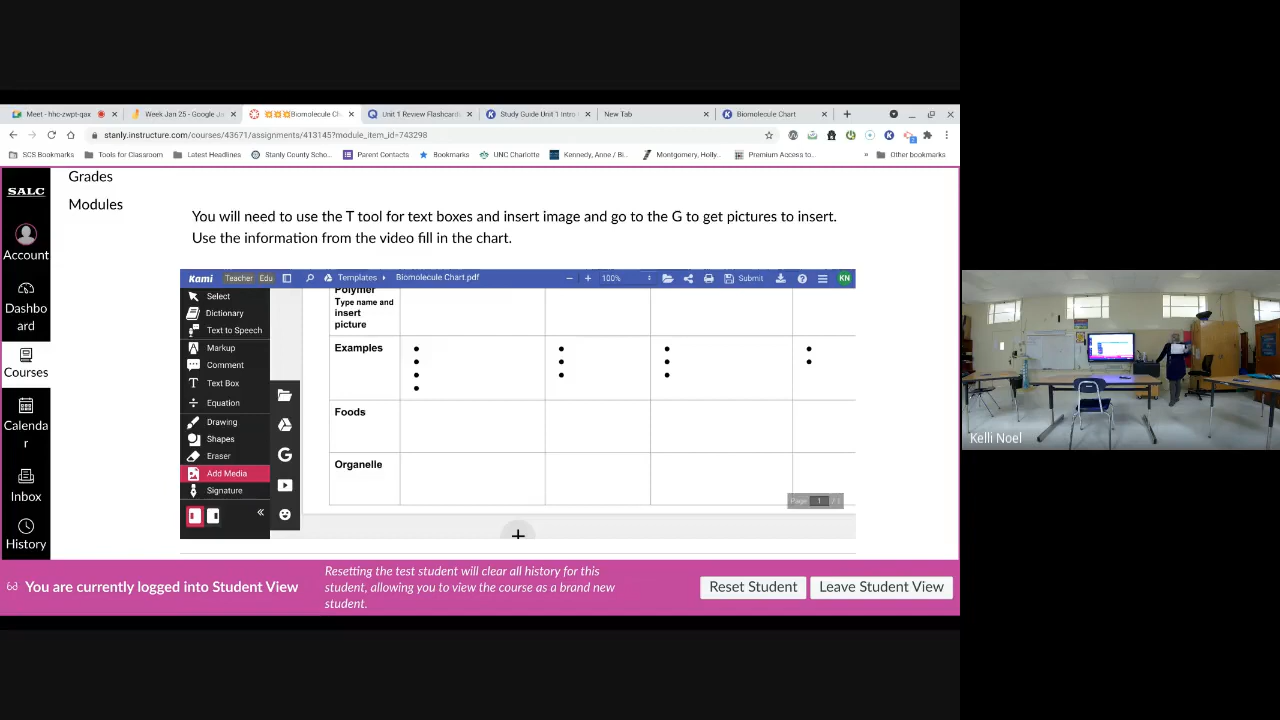 Meet - hhc-zwpt-qax
Week Jan 25 - Google Ja
💥💥💥Biomolecule Ch
Unit 1 Review Flashcards
Study Guide Unit 1 Intro
New Tab
Biomolecule Chart
stanly.instructure.com/courses/43671/assignments/413145?module_item_id=743298
SCS Bookmarks
Tools for Classroom
Latest Headlines
Stanly County Scho...
Parent Contacts
Bookmarks
UNC Charlotte
Kennedy, Anne / Bi...
Montgomery, Holly...
Premium Access to...
»
Other bookmarks
SALC
Account
Dashbo
ard
Courses
Calenda
r
Inbox
History
Grades
Modules
You will need to use the T tool for text boxes and insert image and go to the G to get pictures to insert.
Use the information from the video fill in the chart.
Kami
Teacher
Edu
Templates
Biomolecule Chart.pdf
100%
Submit
KN
Select
Dictionary
Text to Speech
Markup
Comment
Text Box
Equation
Drawing
Shapes
Eraser
Add Media
Signature
«
Polymer
Type name and
insert
picture
Examples
Foods
Organelle
Page 1 / 1
You are currently logged into Student View
Resetting the test student will clear all history for this
student, allowing you to view the course as a brand new
student.
Reset Student
Leave Student View
Kelli Noel